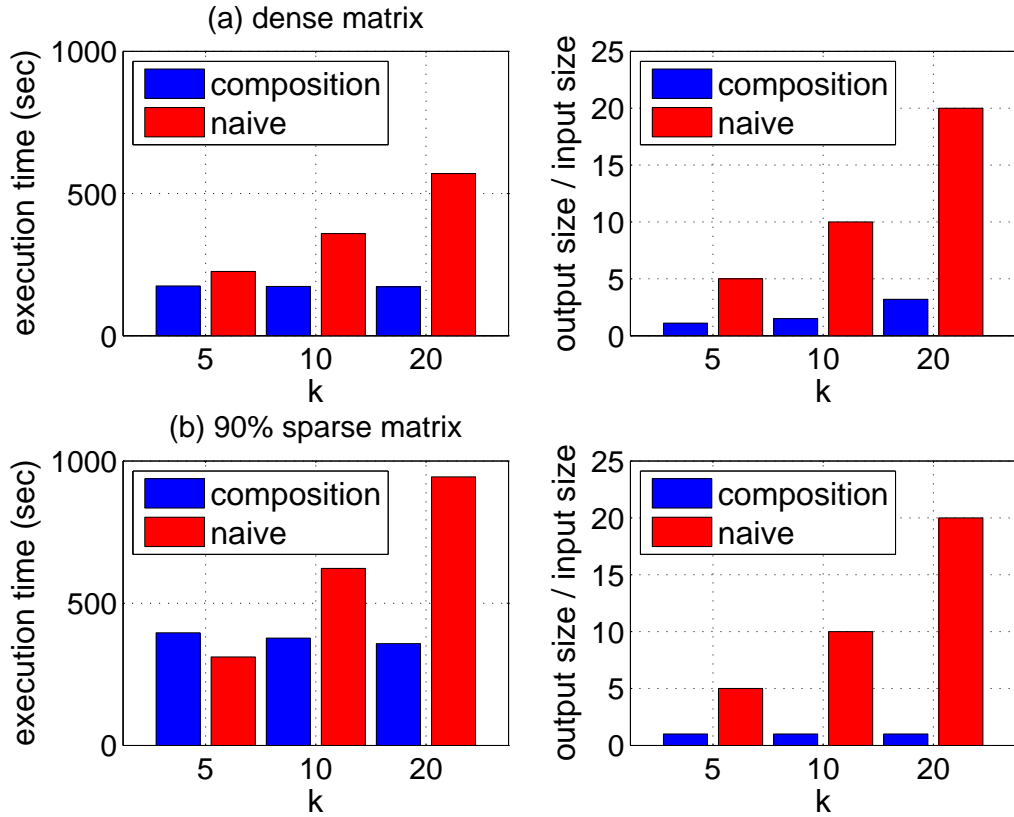 (a) dense matrix
execution time (sec)
1000
500
0
composition
naive
5 10 20
k
output size / input size
25
20
15
10
5
0
composition
naive
5 10 20
k
(b) 90% sparse matrix
execution time (sec)
1000
500
0
composition
naive
5 10 20
k
output size / input size
25
20
15
10
5
0
composition
naive
5 10 20
k